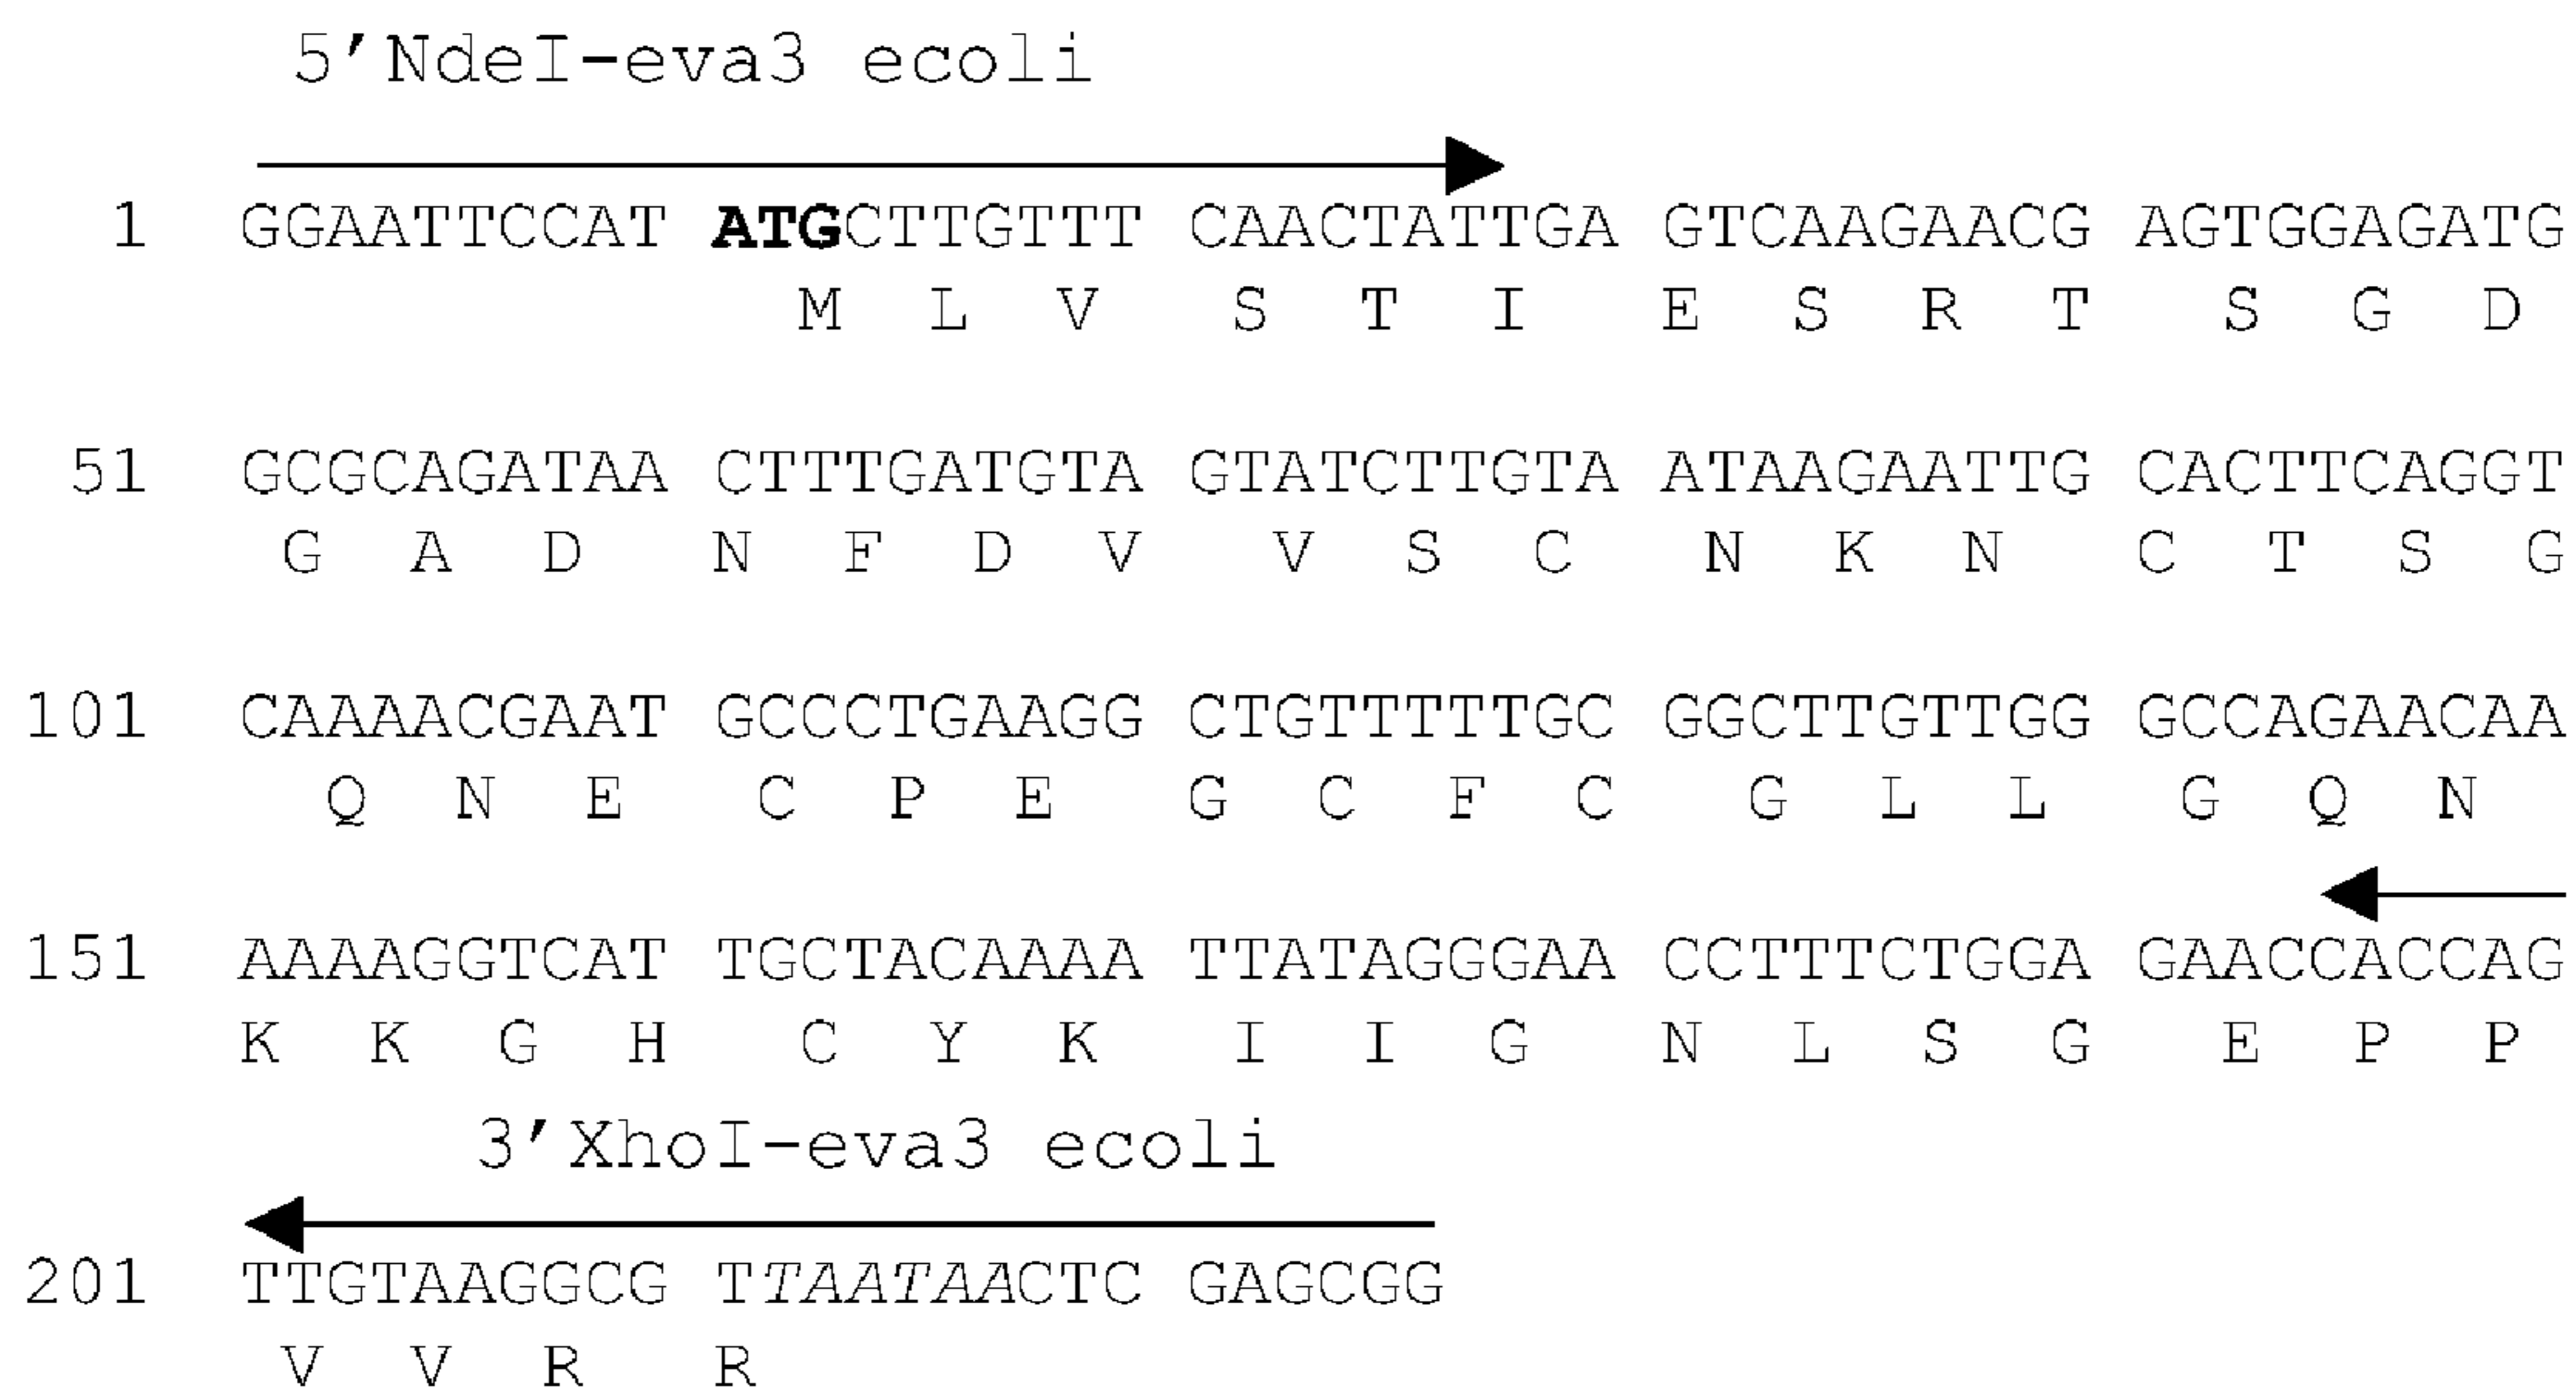 5'NdeI-eva3 ecoli
1 GGAATTCCAT ATGCTTGTTT CAACTATTGA GTCAAGAACG AGTGGAGATG
M L V S T I E S R T S G D
51 GCGCAGATAA CTTTGATGTA GTATCTTGTA ATAAGAATTG CACTTCAGGT
G A D N F D V V S C N K N C T S G
101 CAAAACGAAT GCCCTGAAGG CTGTTTTTGC GGCTTGTTGG GCCAGAACAA
Q N E C P E G C F C G L L G Q N
151 AAAAGGTCAT TGCTACAAAA TTATAGGGAA CCTTTCTGGA GAACCACCAG
K K G H C Y K I I G N L S G E P P
3'XhoI-eva3 ecoli
201 TTGTAAGGCG TTAATAACTC GAGCGG
V V R R